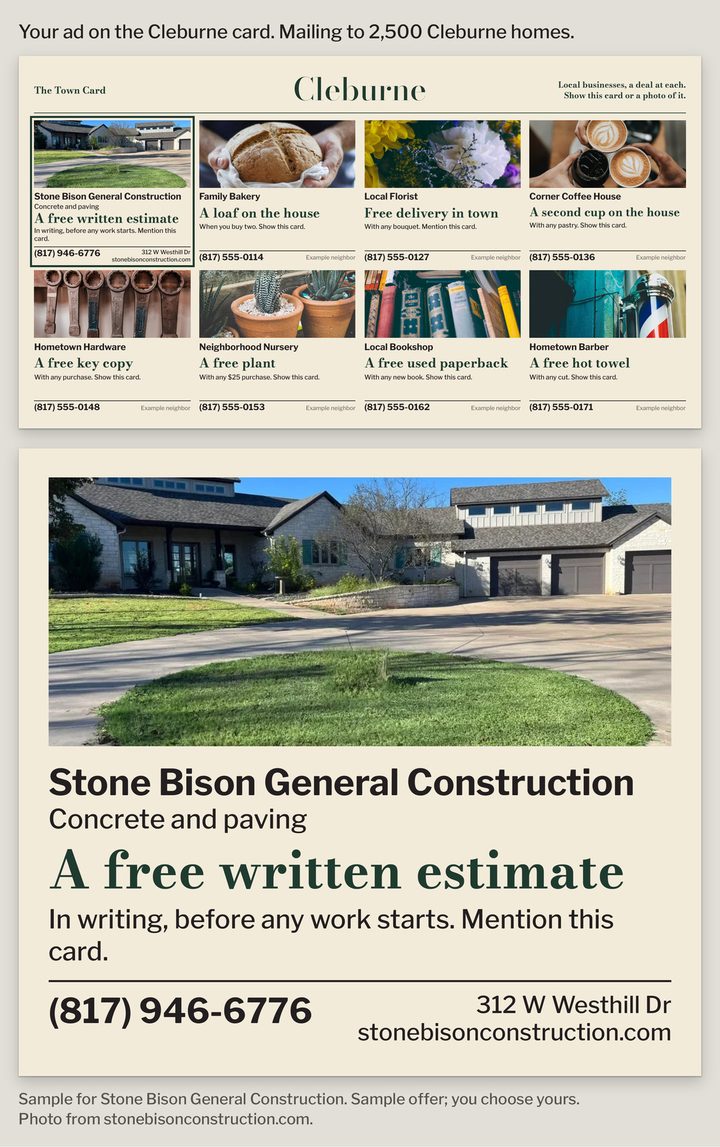 Your ad on the Cleburne card. Mailing to 2,500 Cleburne homes.
The Town Card
Cleburne
Local businesses, a deal at each.
Show this card or a photo of it.
Stone Bison General Construction
Concrete and paving
A free written estimate
In writing, before any work starts. Mention this
card.
(817) 946-6776
312 W Westhill Dr
stonebisonconstruction.com
Family Bakery
A loaf on the house
When you buy two. Show this card.
(817) 555-0114
Example neighbor
Local Florist
Free delivery in town
With any bouquet. Mention this card.
(817) 555-0127
Example neighbor
Corner Coffee House
A second cup on the house
With any pastry. Show this card.
(817) 555-0136
Example neighbor
Hometown Hardware
A free key copy
With any purchase. Show this card.
(817) 555-0148
Example neighbor
Neighborhood Nursery
A free plant
With any $25 purchase. Show this card.
(817) 555-0153
Example neighbor
Local Bookshop
A free used paperback
With any new book. Show this card.
(817) 555-0162
Example neighbor
Hometown Barber
A free hot towel
With any cut. Show this card.
(817) 555-0171
Example neighbor
Stone Bison General Construction
Concrete and paving
A free written estimate
In writing, before any work starts. Mention this
card.
(817) 946-6776
312 W Westhill Dr
stonebisonconstruction.com
Sample for Stone Bison General Construction. Sample offer; you choose yours.
Photo from stonebisonconstruction.com.